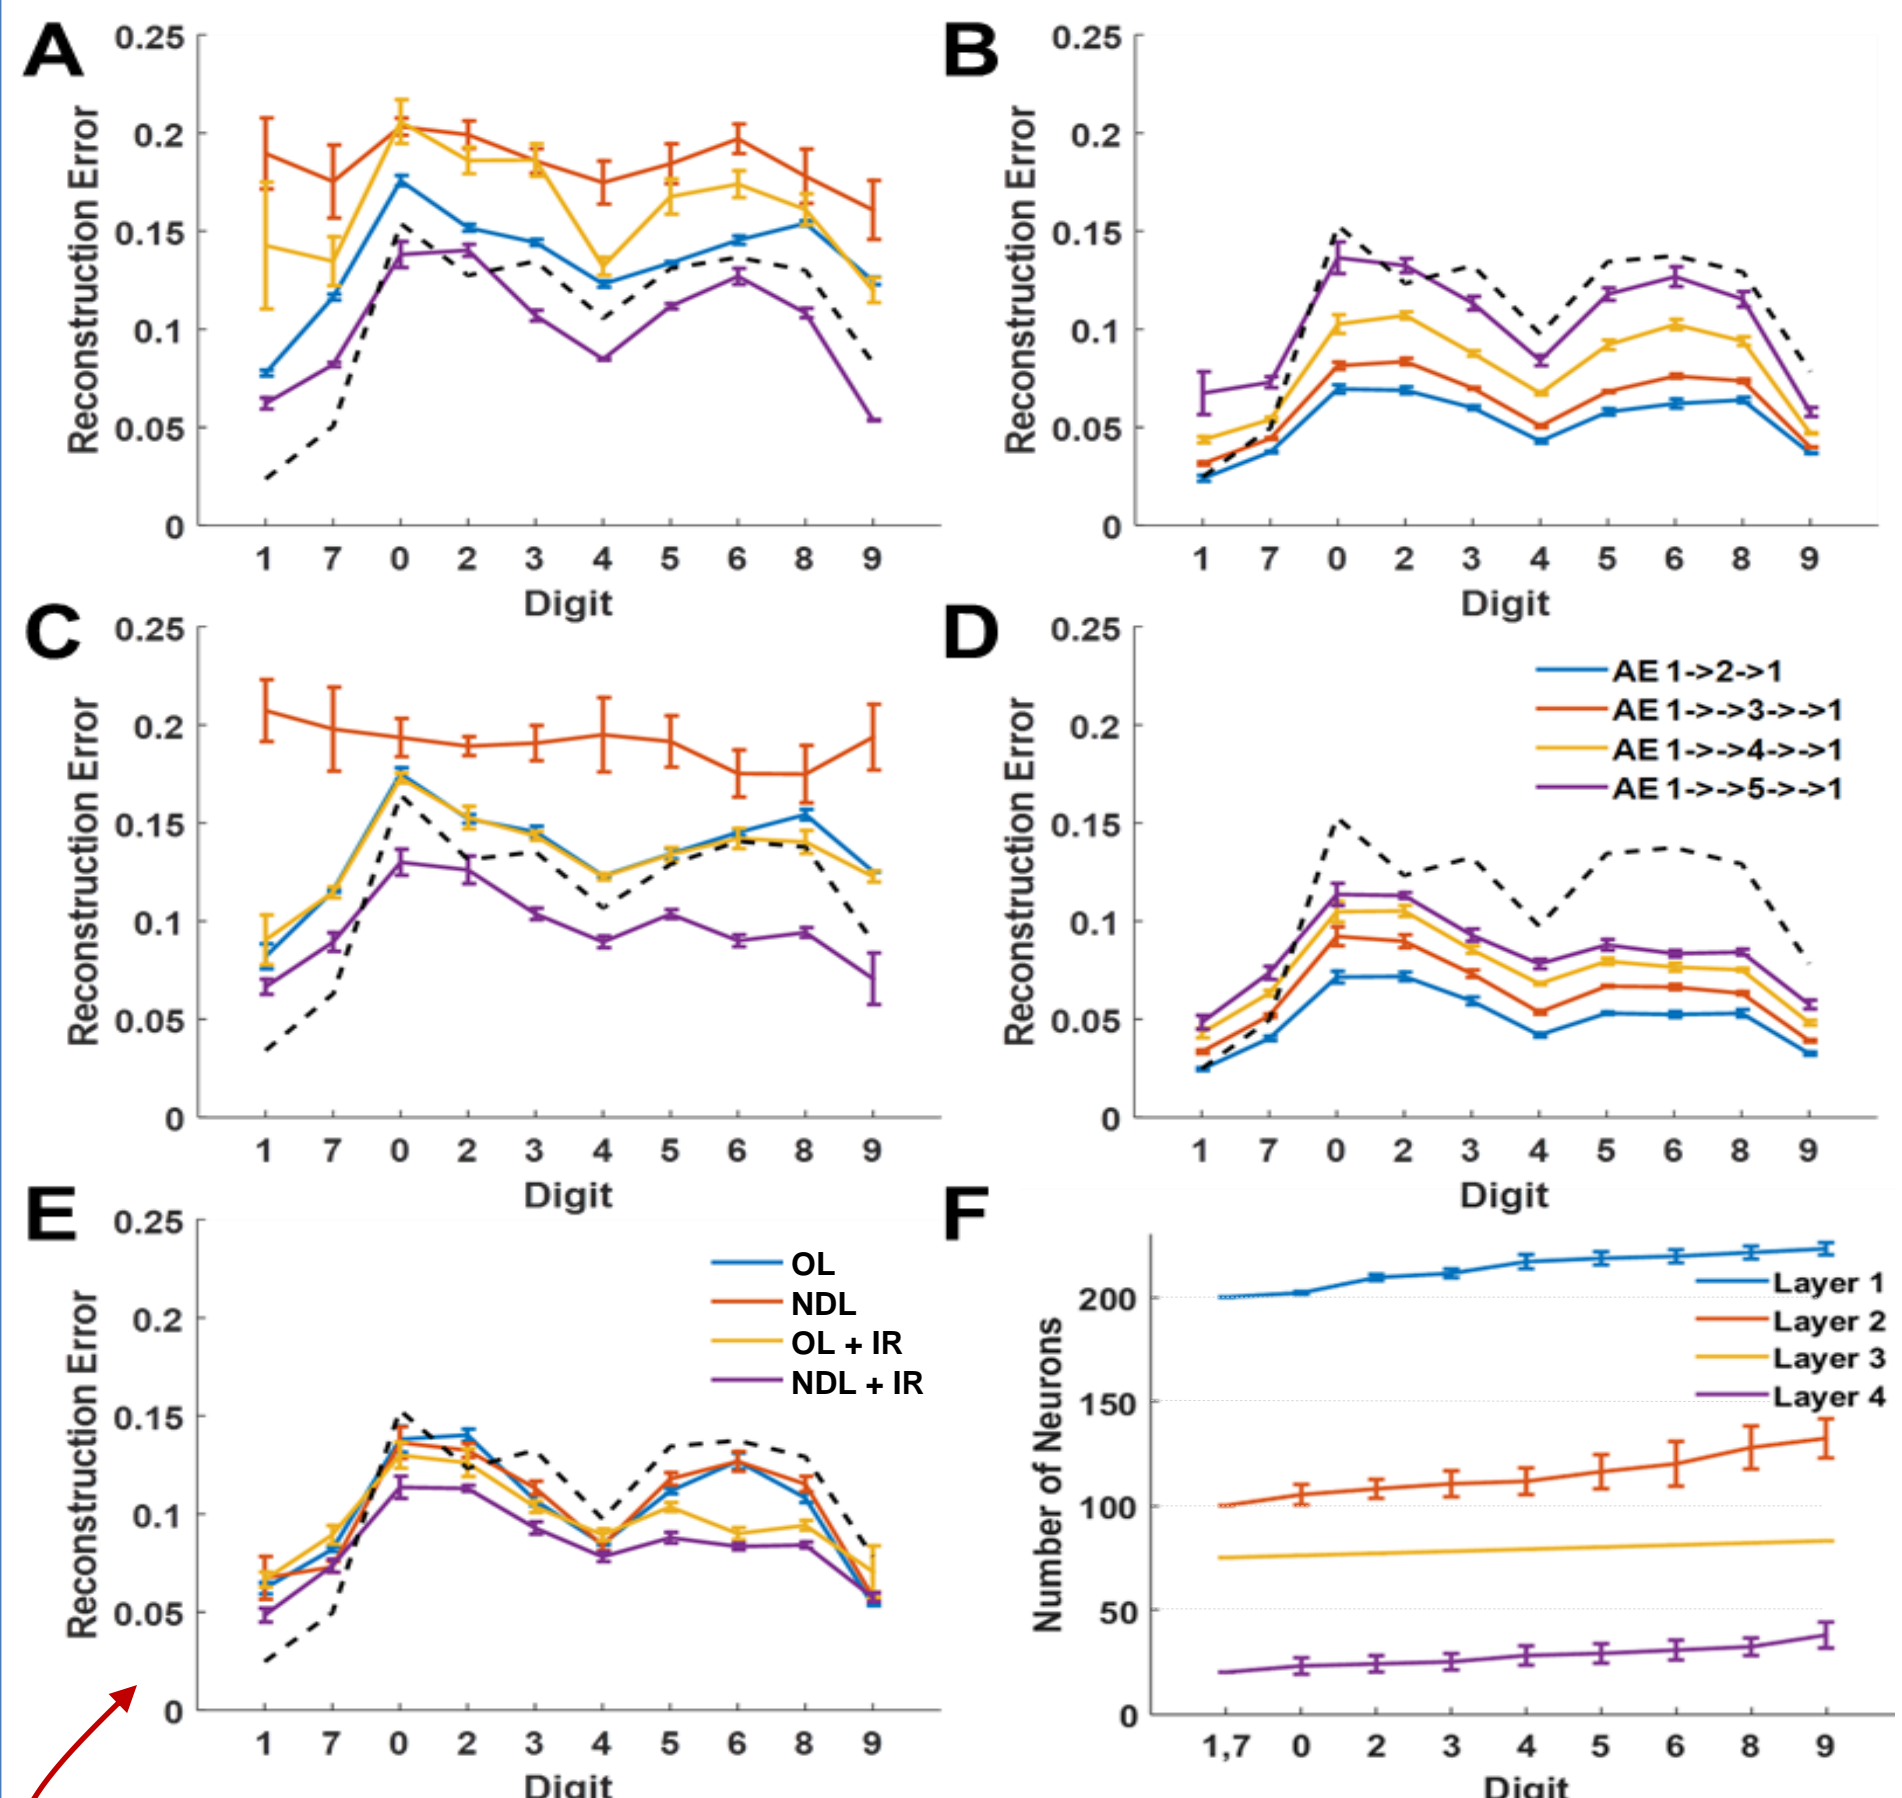 A
0.25
0.2
0.15
0.1
0.05
0
Reconstruction Error
1 7 0 2 3 4 5 6 8 9
Digit
B
0.25
0.2
0.15
0.1
0.05
0
Reconstruction Error
1 7 0 2 3 4 5 6 8 9
Digit
C
0.25
0.2
0.15
0.1
0.05
0
Reconstruction Error
1 7 0 2 3 4 5 6 8 9
Digit
D
0.25
0.2
0.15
0.1
0.05
0
Reconstruction Error
AE 1->2->1
AE 1->->3->->1
AE 1->->4->->1
AE 1->->5->->1
1 7 0 2 3 4 5 6 8 9
Digit
E
0.25
0.2
0.15
0.1
0.05
0
Reconstruction Error
OL
NDL
OL + IR
NDL + IR
1 7 0 2 3 4 5 6 8 9
Digit
F
200
150
100
50
0
Number of Neurons
Layer 1
Layer 2
Layer 3
Layer 4
1,7 0 2 3 4 5 6 8 9
Digit